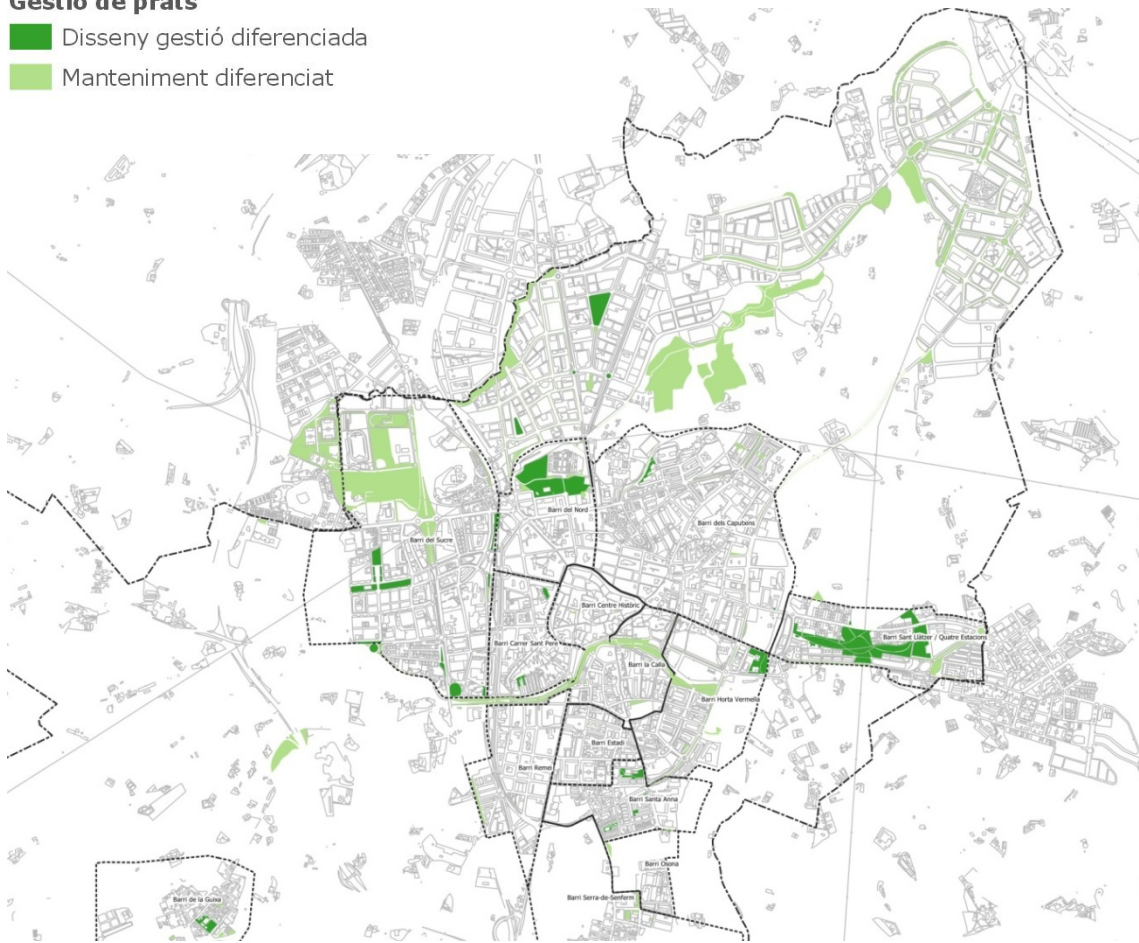 Gestió de prats
Disseny gestió diferenciada
Manteniment diferenciat
Barri del Nord
Barri dels Caputxins
Barri del Sucre
Barri Centre Històric
Barri Carrer Sant Pere
Barri Sant Llàtzer / Quatre Estacions
Barri la Calla
Barri Horta Vermella
Barri Estadi
Barri Remei
Barri Santa Anna
Barri Osona
Barri Serra-de-Senferm
Barri de la Guixa